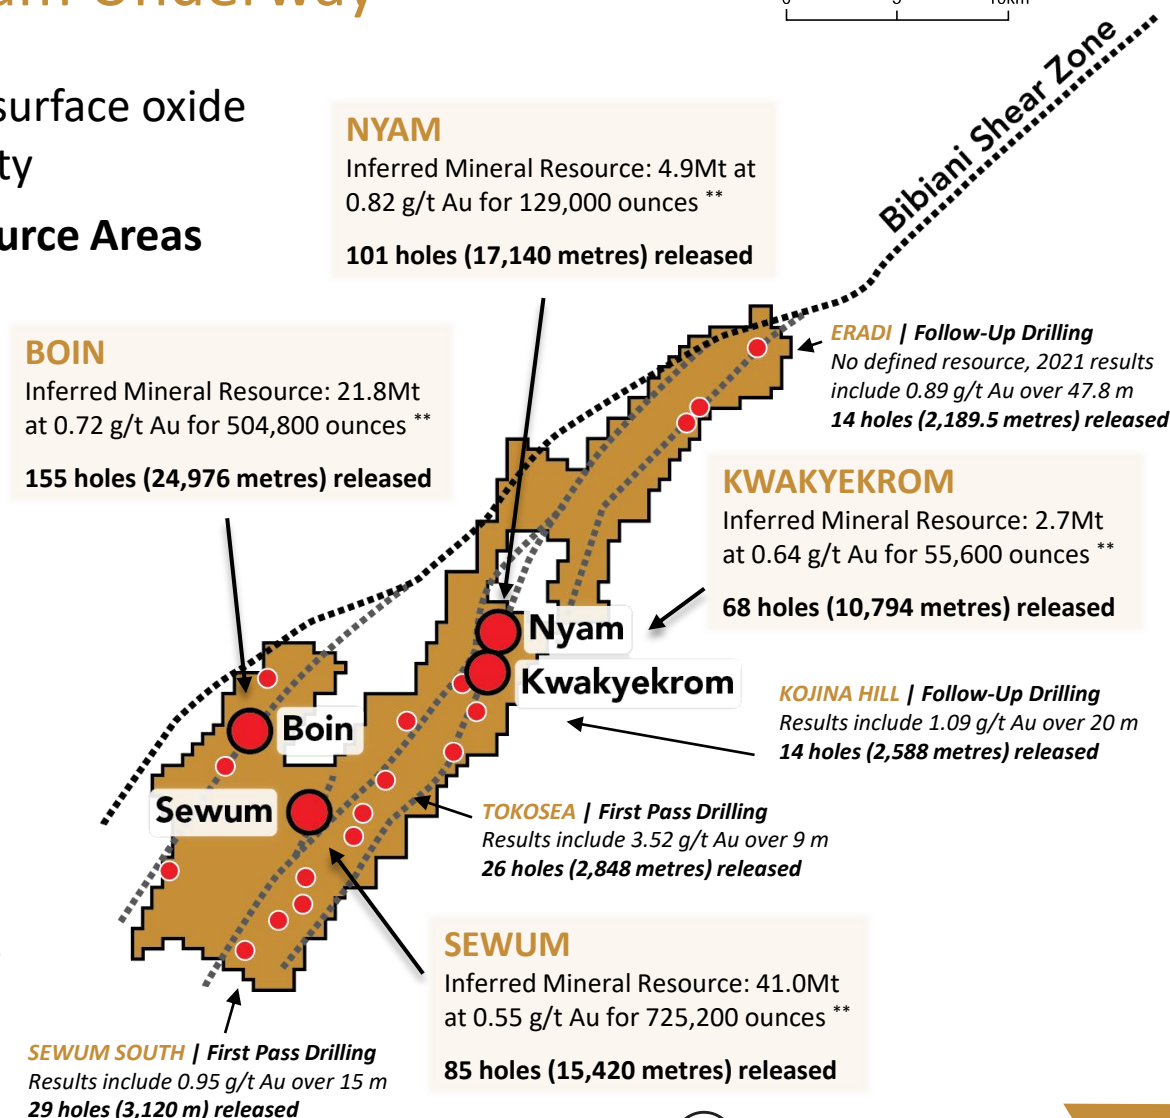 Underway
surface oxide
ty
urce Areas
10km
Bibiani Shear Zone
NYAM
Inferred Mineral Resource: 4.9Mt at
0.82 g/t Au for 129,000 ounces **
101 holes (17,140 metres) released
BOIN
Inferred Mineral Resource: 21.8Mt
at 0.72 g/t Au for 504,800 ounces **
155 holes (24,976 metres) released
ERADI | Follow-Up Drilling
No defined resource, 2021 results
include 0.89 g/t Au over 47.8 m
14 holes (2,189.5 metres) released
KWAKYEKROM
Inferred Mineral Resource: 2.7Mt
at 0.64 g/t Au for 55,600 ounces **
68 holes (10,794 metres) released
Nyam
Kwakyekrom
Boin
Sewum
KOJINA HILL | Follow-Up Drilling
Results include 1.09 g/t Au over 20 m
14 holes (2,588 metres) released
TOKOSEA | First Pass Drilling
Results include 3.52 g/t Au over 9 m
26 holes (2,848 metres) released
SEWUM
Inferred Mineral Resource: 41.0Mt
at 0.55 g/t Au for 725,200 ounces **
85 holes (15,420 metres) released
SEWUM SOUTH | First Pass Drilling
Results include 0.95 g/t Au over 15 m
29 holes (3,120 m) released